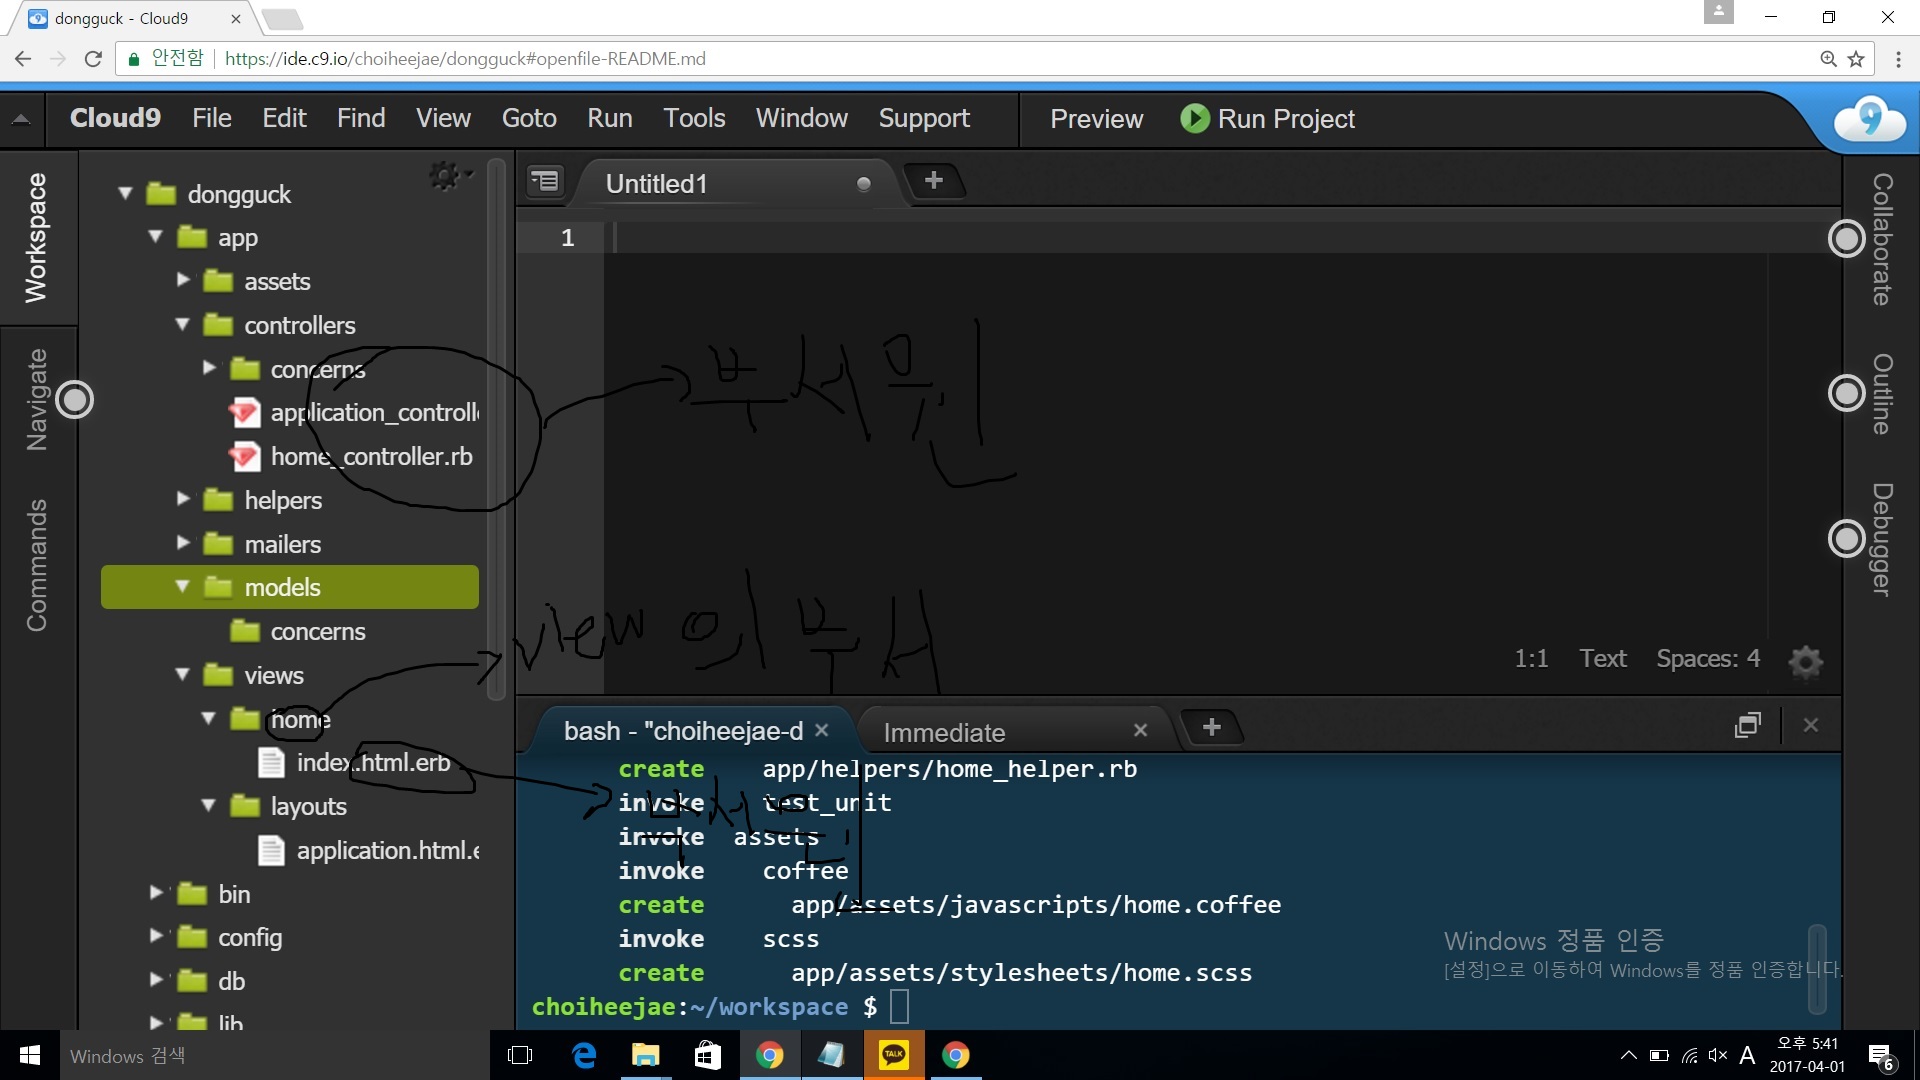 dongguck - Cloud9
안전함 https://ide.c9.io/choiheejae/dongguck#openfile-README.md
Cloud9 File Edit Find View Goto Run Tools Window Support Preview Run Project
Workspace
Navigate
Commands
dongguck
app
assets
controllers
concerns
application_controlle
home_controller.rb
helpers
mailers
models
concerns
views
home
index.html.erb
layouts
application.html.e
bin
config
db
lib
Untitled1
1
부서원
view의 부서
1:1 Text Spaces: 4
Collaborate
Outline
Debugger
bash - "choiheejae-d Immediate
create app/helpers/home_helper.rb
invoke test_unit
invoke assets
invoke coffee
create app/assets/javascripts/home.coffee
invoke scss
create app/assets/stylesheets/home.scss
choiheejae:~/workspace $
부서원
Windows 정품 인증
[설정]으로 이동하여 Windows를 정품 인증합니다.
Windows 검색
TALK
A
오후 5:41
2017-04-01
6